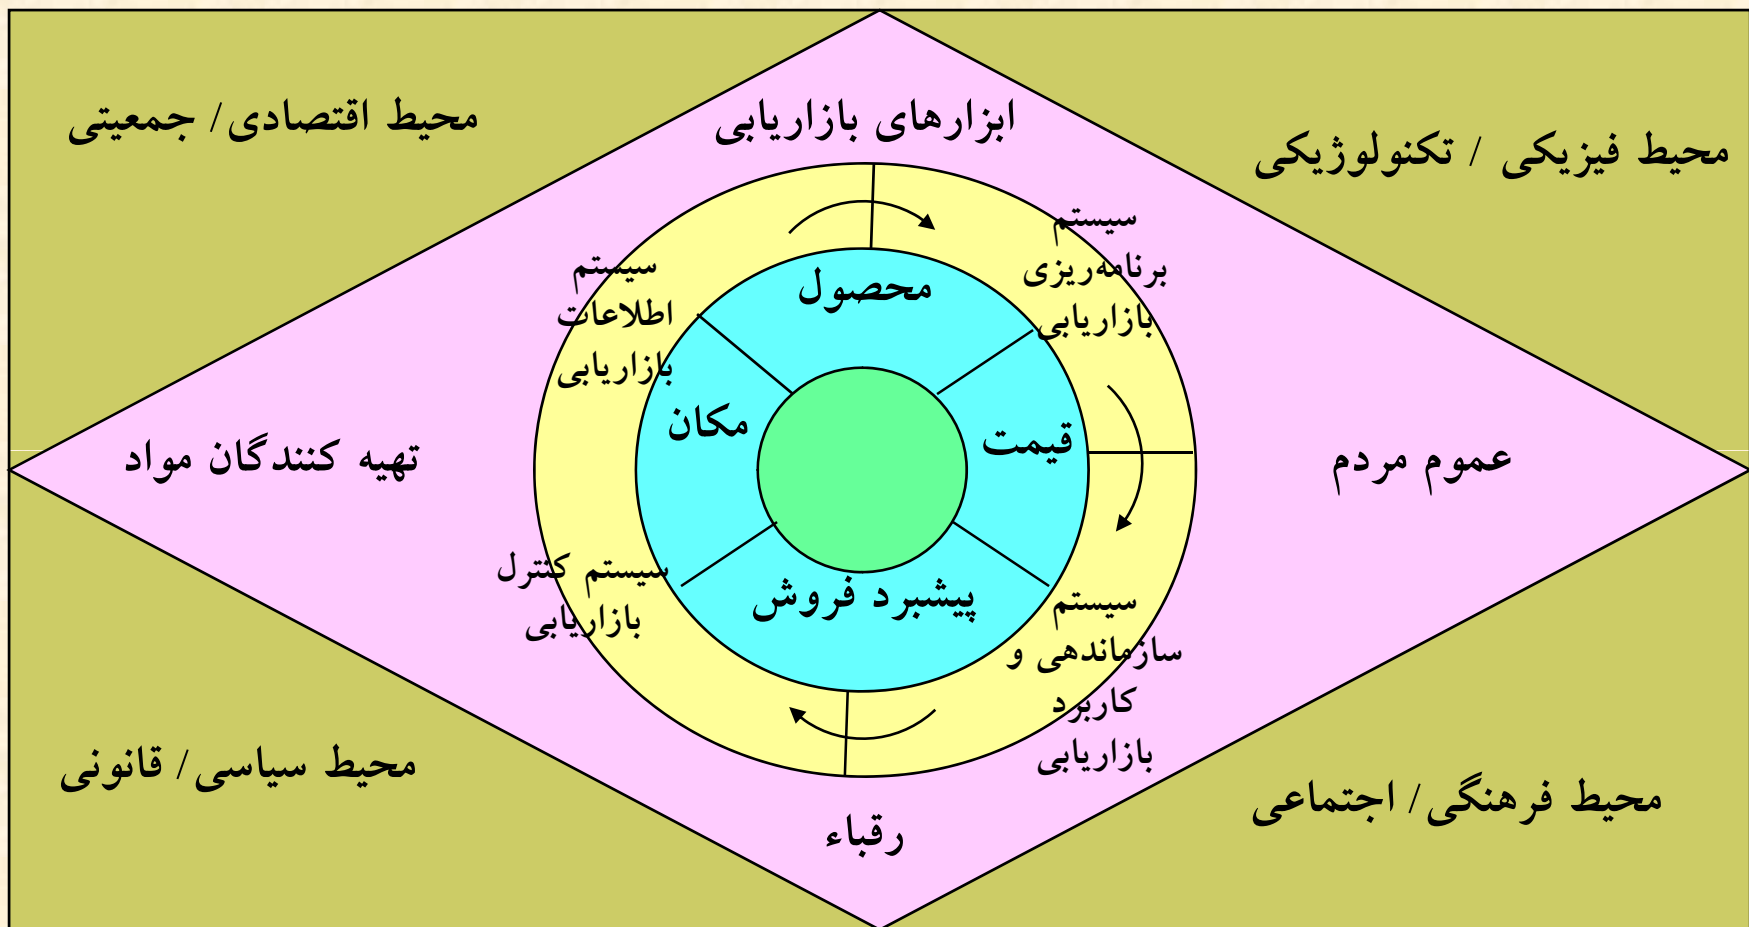 ابزارهای بازاریابی
محیط اقتصادی/ جمعیتی
محیط فیزیکی / تکنولوژیکی
سیستم
برنامه‌ریزی
بازاریابی
سیستم
اطلاعات
بازاریابی
محصول
قیمت
مکان
عموم مردم
تهیه کنندگان مواد
سیستم کنترل
بازاریابی
پیشبرد فروش
سیستم
سازماندهی و
کاربرد
بازاریابی
محیط سیاسی/ قانونی
محیط فرهنگی/ اجتماعی
رقباء